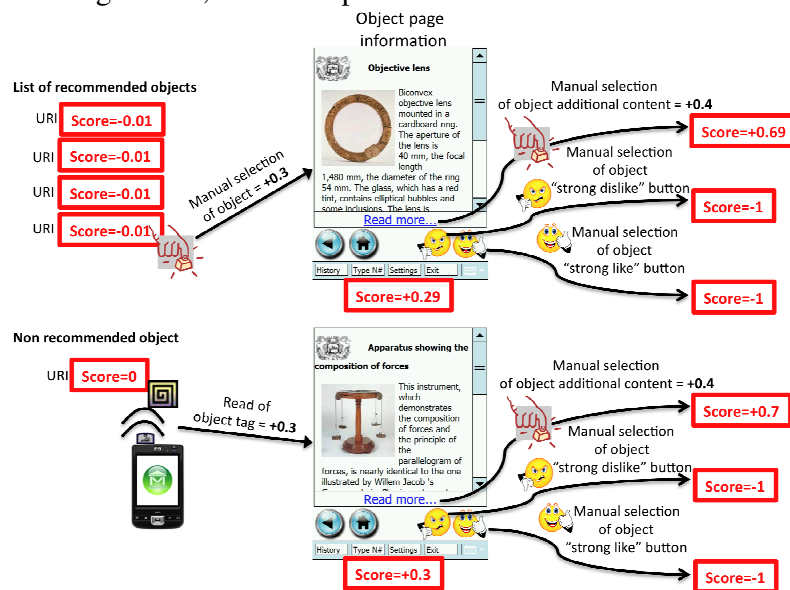 Object page
information
List of recommended objects
URI Score=-0.01
URI Score=-0.01
URI Score=-0.01
URI Score=-0.01
Manual selection
of object = +0.3
Objective lens
Biconvex
objective lens
mounted in a
cardboard ring.
The aperture of
the lens is
40 mm, the focal
length
1,480 mm, the diameter of the ring
54 mm. The glass, which has a red
tint, contains elliptical bubbles and
some inclusions. The lens is
Read more...
History Type N# Settings Exit
Score=+0.29
Manual selection
of object additional content = +0.4
Score=+0.69
Manual selection
of object
“strong dislike” button
Score=-1
Manual selection
of object
“strong like” button
Score=-1
Non recommended object
URI Score=0
Read of
object tag = +0.3
Apparatus showing the
composition of forces
This instrument,
which
demonstrates
the composition
of forces and
the principle of
the
parallelogram of
forces, is nearly identical to the one
illustrated by Willem Jacob 's
Read more...
History Type N# Settings Exit
Score=+0.3
Manual selection
of object additional content = +0.4
Score=+0.7
Manual selection
of object
“strong dislike” button
Score=-1
Manual selection
of object
“strong like” button
Score=-1